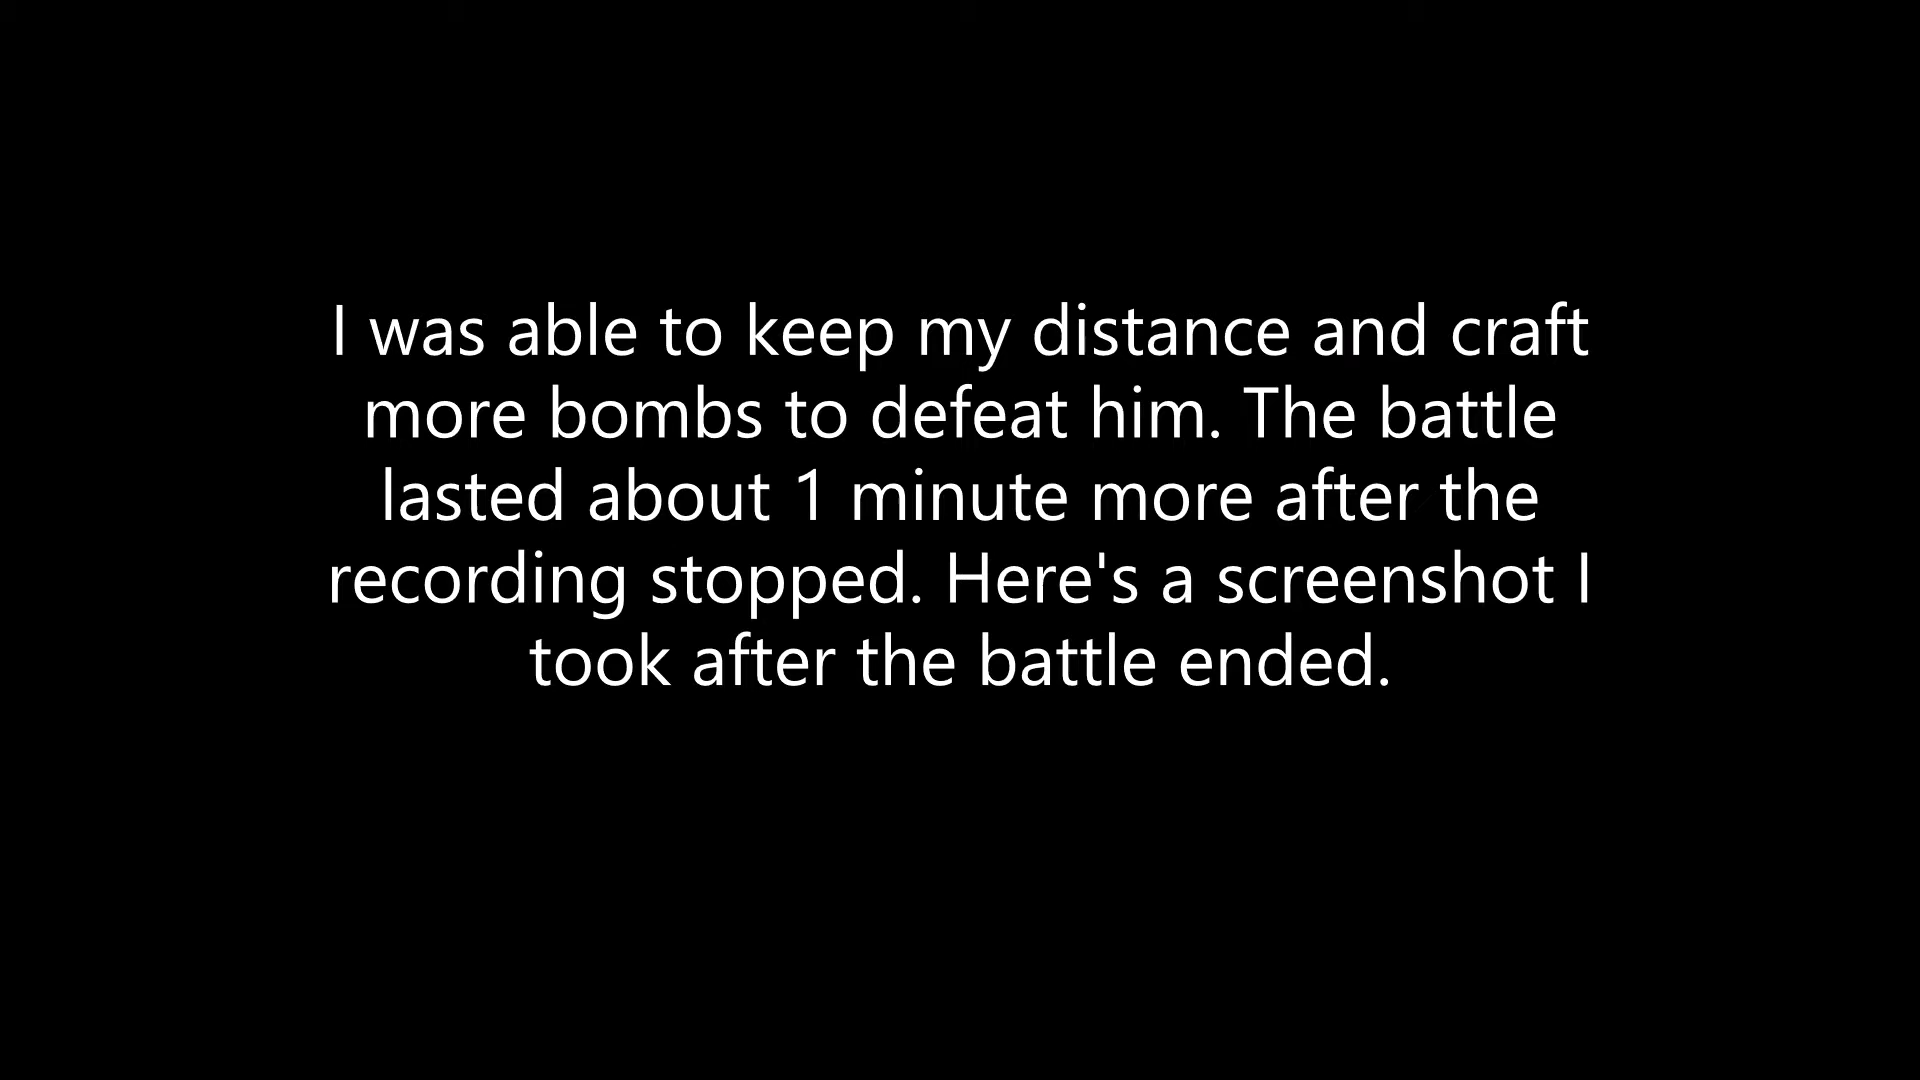 I was able to keep my distance and craft
more bombs to defeat him. The battle
lasted about 1 minute more after the
recording stopped. Here's a screenshot I
took after the battle ended.